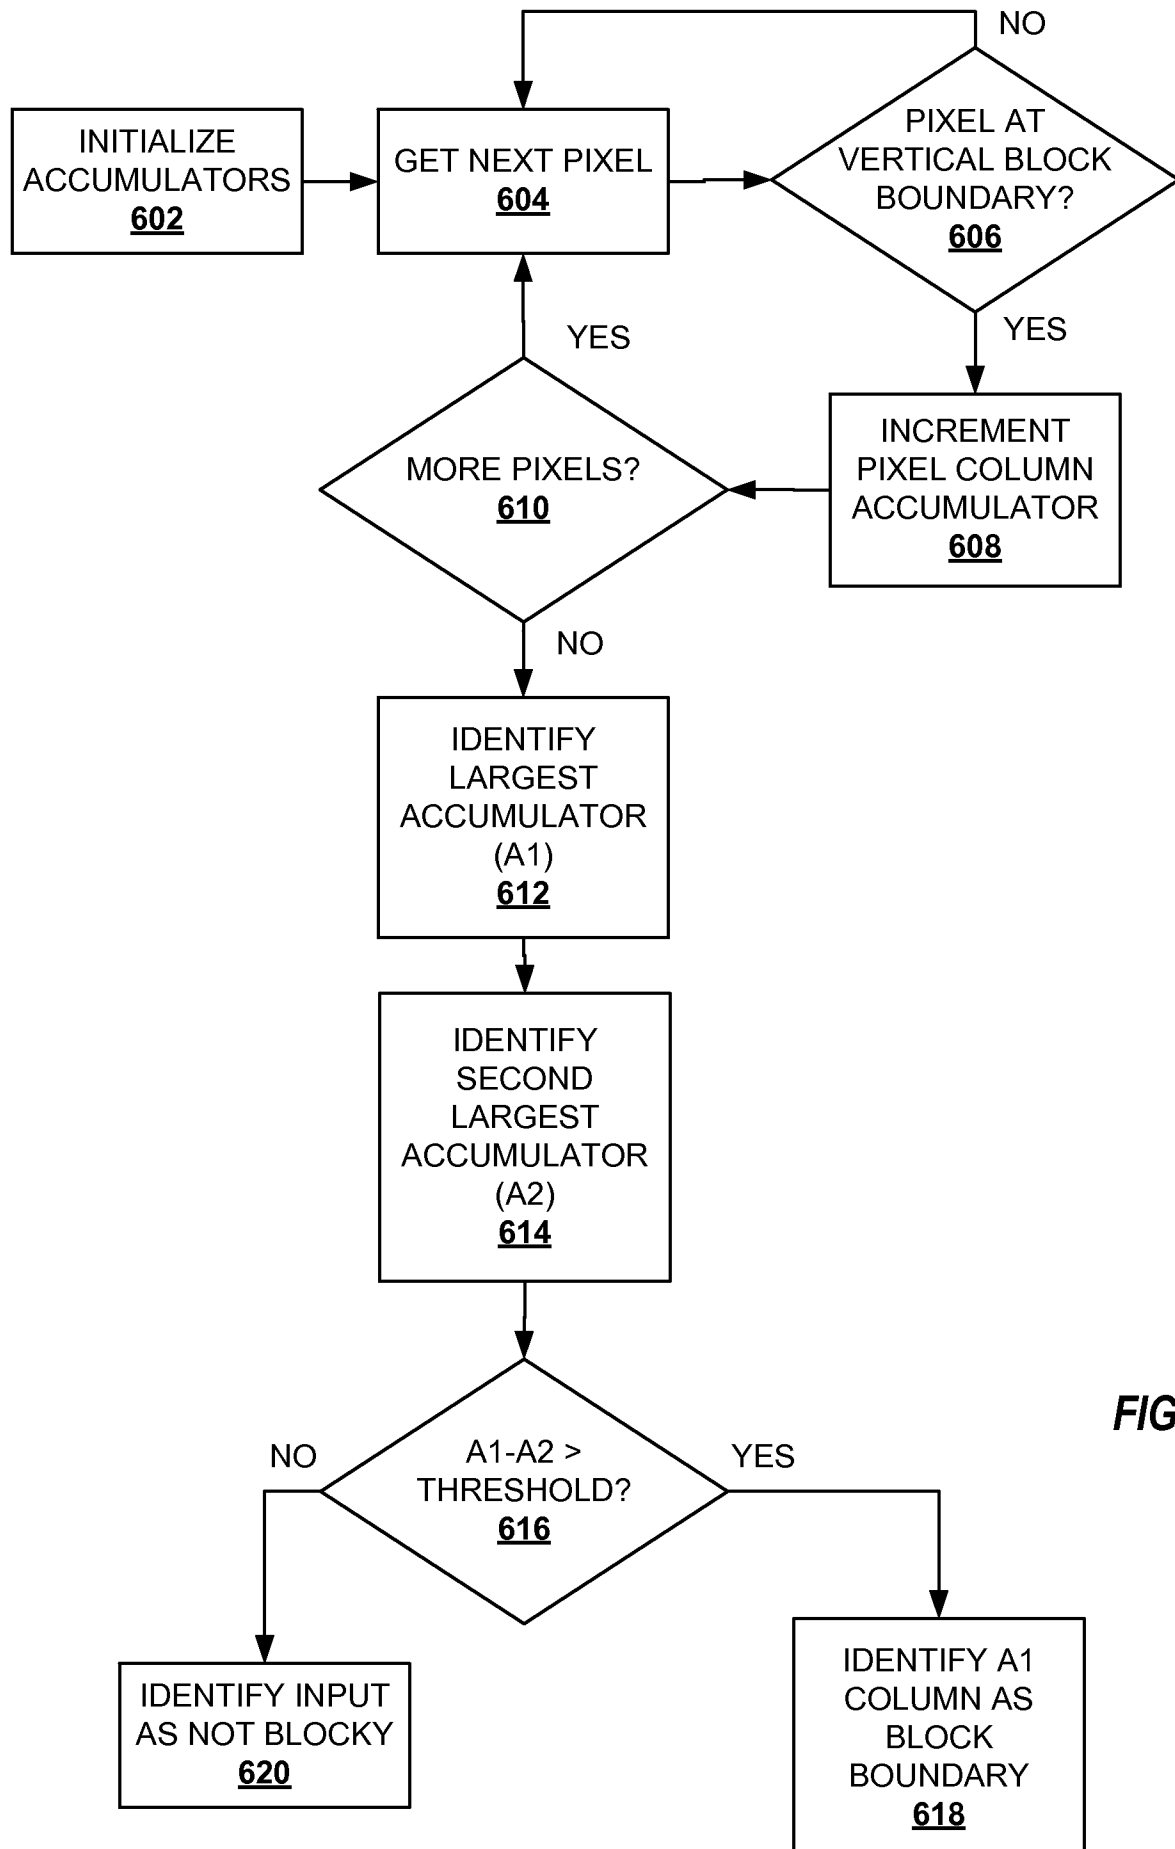 NO
INITIALIZE
ACCUMULATORS
602
GET NEXT PIXEL
604
PIXEL AT
VERTICAL BLOCK
BOUNDARY?
606
YES
YES
INCREMENT
PIXEL COLUMN
ACCUMULATOR
608
MORE PIXELS?
610
NO
IDENTIFY
LARGEST
ACCUMULATOR
(A1)
612
IDENTIFY
SECOND
LARGEST
ACCUMULATOR
(A2)
614
A1-A2 >
THRESHOLD?
616
NO
YES
FIG
IDENTIFY INPUT
AS NOT BLOCKY
620
IDENTIFY A1
COLUMN AS
BLOCK
BOUNDARY
618